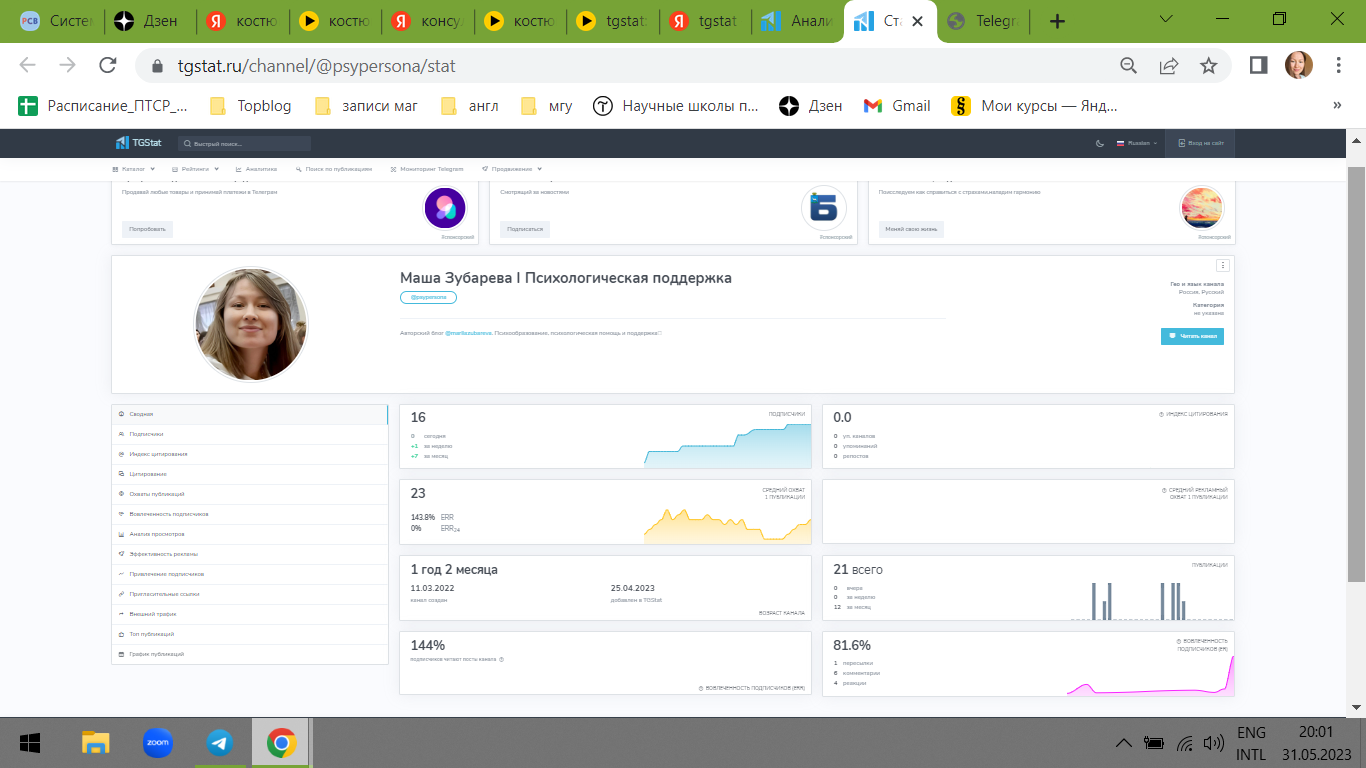 Систем
Дзен
костю
костю
консул
костю
tgstat:
tgstat
Анали
Ста
Telegra
tgstat.ru/channel/@psypersona/stat
Расписание_ПТСР_...
Topblog
записи маг
англ
мгу
Научные школы п...
Дзен
Gmail
Мои курсы — Янд...
»
TGStat
Быстрый поиск...
Russian
Вход на сайт
Каталог
Рейтинги
Аналитика
Поиск по публикациям
Мониторинг Telegram
Продвижение
Продавай любые товары и принимай платежи в Телеграм
Попробовать
#спонсорский
Смотрящий за новостями
Подписаться
#спонсорский
Поисследуем как справиться с страхами,находим гармонию
Меняй свою жизнь
#спонсорский
Маша Зубарева I Психологическая поддержка
@psypersona
Авторский блог @mariiazubareva. Психообразование, психологическая помощь и поддержка
Гео и язык канала
Россия, Русский
Категория
не указана
Читать канал
Сводная
Подписчики
Индекс цитирования
Цитирование
Охваты публикаций
Вовлеченность подписчиков
Анализ просмотров
Эффективность рекламы
Привлечение подписчиков
Пригласительные ссылки
Внешний трафик
Топ публикаций
График публикаций
16
ПОДПИСЧИКИ
0 сегодня
+1 за неделю
+7 за месяц
0.0
ИНДЕКС ЦИТИРОВАНИЯ
0 уп. каналов
0 упоминаний
0 репостов
23
СРЕДНИЙ ОХВАТ
1 ПУБЛИКАЦИИ
143.8% ERR
0% ERR24
СРЕДНИЙ РЕКЛАМНЫЙ
ОХВАТ 1 ПУБЛИКАЦИИ
1 год 2 месяца
11.03.2022
канал создан
25.04.2023
добавлен в TGStat
ВОЗРАСТ КАНАЛА
21 всего
ПУБЛИКАЦИИ
0 вчера
0 за неделю
12 за месяц
144%
подписчиков читают посты канала
ВОВЛЕЧЕННОСТЬ ПОДПИСЧИКОВ (ERR)
81.6%
ВОВЛЕЧЕННОСТЬ
ПОДПИСЧИКОВ (ER)
1 пересылки
6 комментарии
4 реакции
zoom
ENG
INTL
20:01
31.05.2023